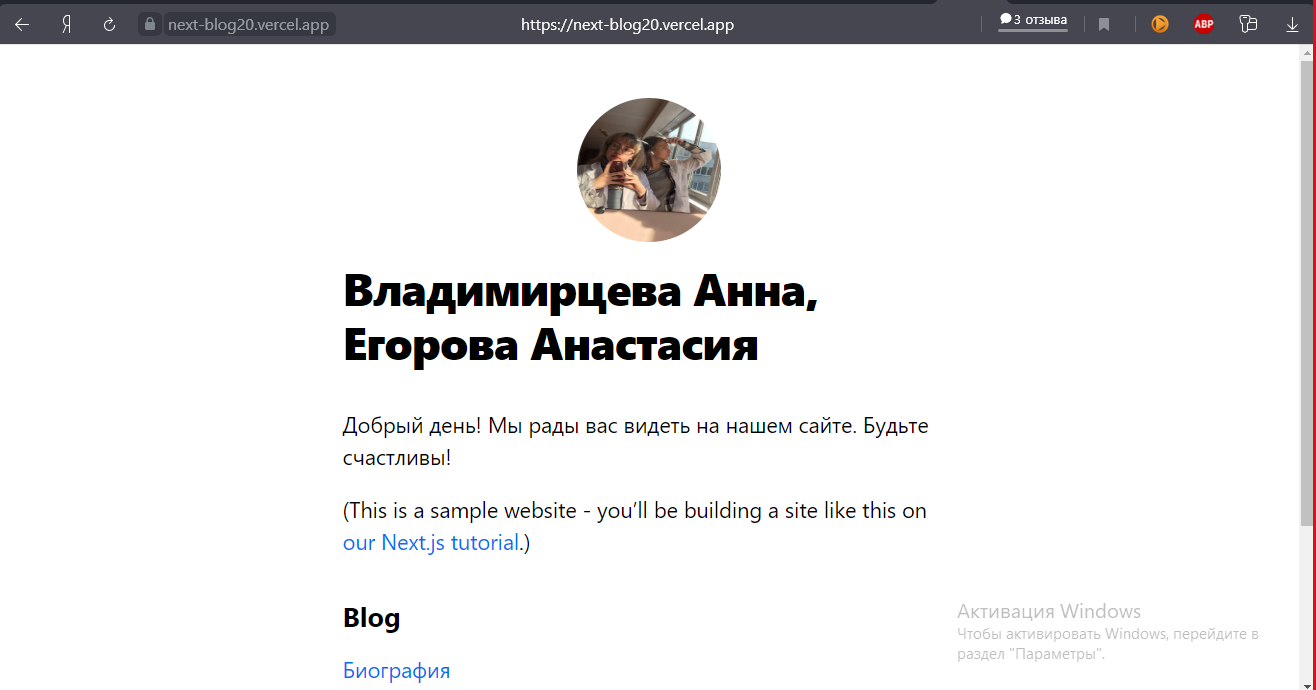 Я next-blog20.vercel.app https://next-blog20.vercel.app 3 отзыва ABP
Владимирцева Анна,
Егорова Анастасия
Добрый день! Мы рады вас видеть на нашем сайте. Будьте
счастливы!
(This is a sample website - you’ll be building a site like this on
our Next.js tutorial.)
Blog
Биография
Активация Windows
Чтобы активировать Windows, перейдите в
раздел "Параметры".